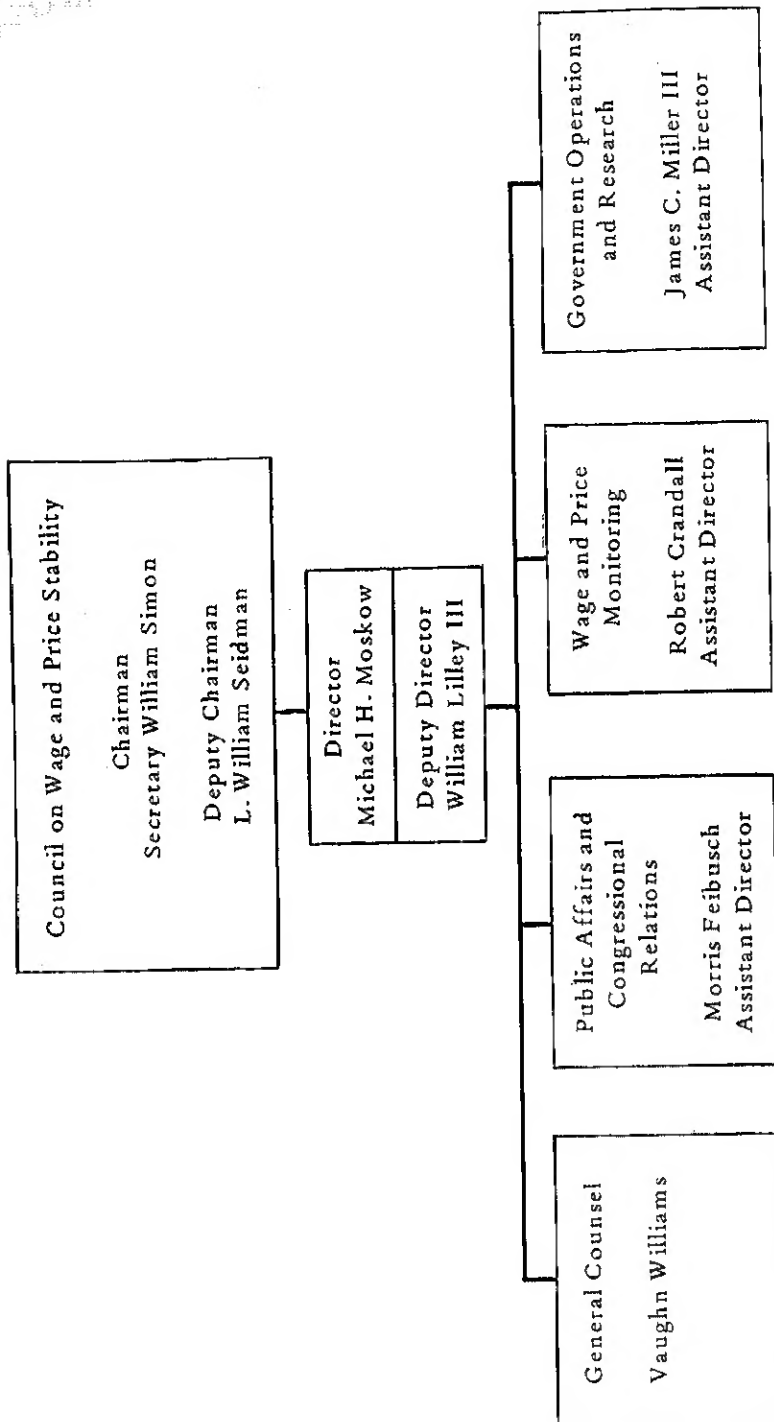 Council on Wage and Price Stability
Chairman
Secretary William Simon
Deputy Chairman
L. William Seidman
Director
Michael H. Moskow
Deputy Director
William Lilley III
General Counsel
Vaughn Williams
Public Affairs and
Congressional
Relations
Morris Feibusch
Assistant Director
Wage and Price
Monitoring
Robert Crandall
Assistant Director
Government Operations
and Research
James C. Miller III
Assistant Director